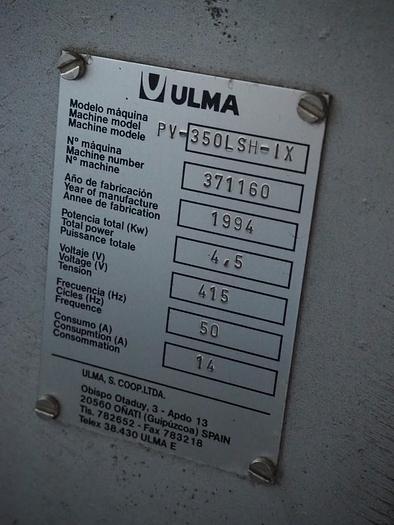 ULMA
Modelo máquina
Machine model
Machine modele
PV-350LSH-IX
N° máquina
Machine number
N° machine
371160
Año de fabricación
Year of manufacture
Annee de fabrication
1994
Potencia total (Kw)
Total power
Puissance totale
4,5
Voltaje (V)
Voltage (V)
Tension
415
Frecuencia (Hz)
Cicles (Hz)
Frequence
50
Consumo (A)
Consupmtion (A)
Consommation
14
ULMA, S. COOP.LTDA.
Obispo Otaduy, 3 - Apdo 13
20560 OÑATI (Guipúzcoa) SPAIN
Tls. 782652 - Fax 783218
Telex 38.430 ULMA E